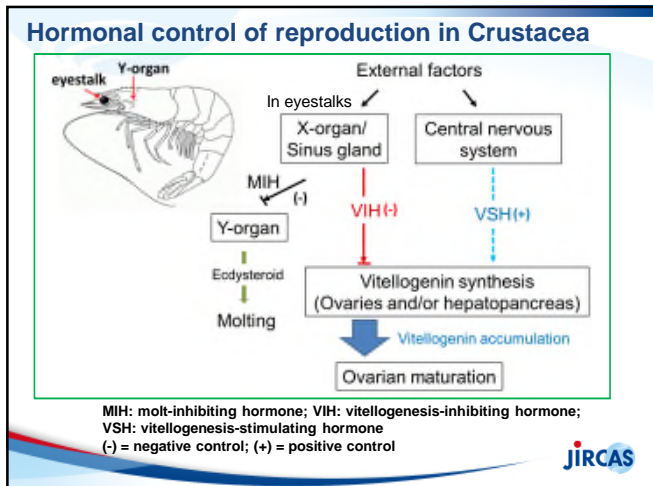 Hormonal control of reproduction in Crustacea
eyestalk
Y-organ
External factors
In eyestalks
X-organ/
Sinus gland
Central nervous
system
MIH
(-)
VIH(-)
VSH(+)
Y-organ
Ecdysteroid
Molting
Vitellogenin synthesis
(Ovaries and/or hepatopancreas)
Vitellogenin accumulation
Ovarian maturation
MIH: molt-inhibiting hormone; VIH: vitellogenesis-inhibiting hormone;
VSH: vitellogenesis-stimulating hormone
(-) = negative control; (+) = positive control
JIRCAS